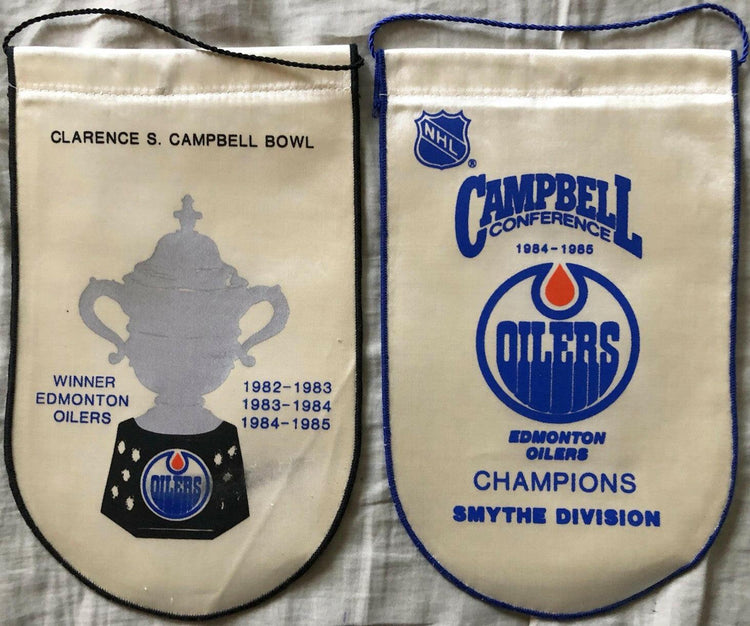 CLARENCE S. CAMPBELL BOWL
WINNER
EDMONTON
OILERS
1982-1983
1983-1984
1984-1985
OILERS
NHL
®
CAMPBELL
CONFERENCE
1984-1985
OILERS
EDMONTON
OILERS
CHAMPIONS
SMYTHE DIVISION